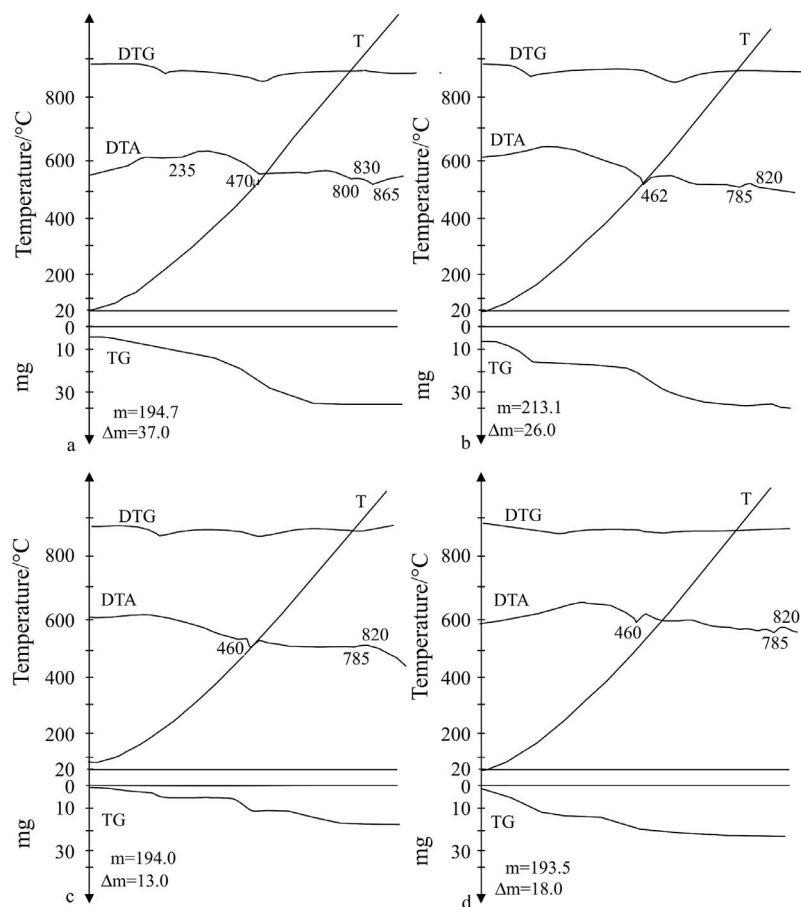 T
DTG
Temperature/°C
800
DTA
600
235
470
830
800
865
400
200
20
0
10
TG
mg
30
m=194.7
Δm=37.0
a
T
DTG
Temperature/°C
800
DTA
600
462
785
820
400
200
20
0
10
TG
mg
30
m=213.1
Δm=26.0
b
T
DTG
Temperature/°C
800
DTA
600
460
820
785
400
200
20
0
10
TG
mg
30
m=194.0
Δm=13.0
c
T
DTG
Temperature/°C
800
DTA
600
460
820
785
400
200
20
0
10
TG
mg
30
m=193.5
Δm=18.0
d